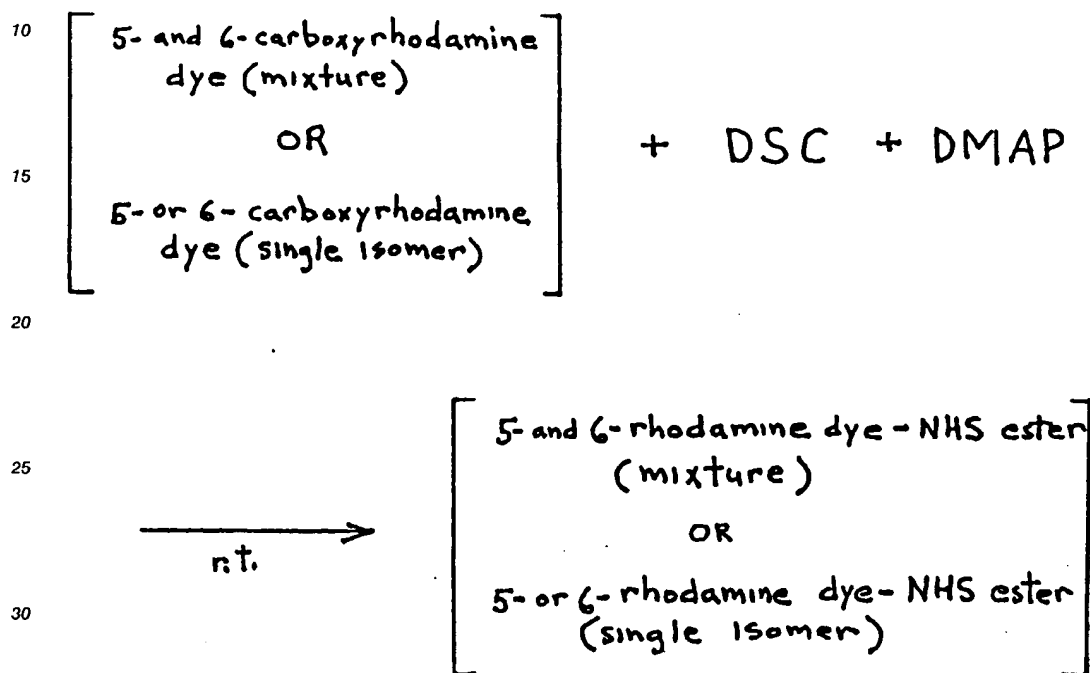 10
5- and 6-carboxyrhodamine
dye (mixture)
OR
15
5- or 6-carboxyrhodamine
dye (single isomer)
+ DSC + DMAP
20
25
r.t.
5- and 6-rhodamine dye-NHS ester
(mixture)
OR
30
5- or 6-rhodamine dye-NHS ester
(single isomer)